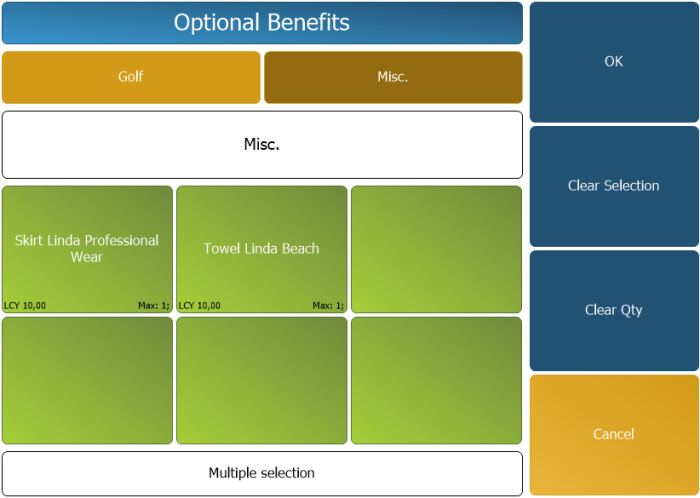 Optional Benefits
OK
Golf
Misc.
Misc.
Clear Selection
Skirt Linda Professional
Wear
Towel Linda Beach
LCY 10,00
Max: 1;
LCY 10,00
Max: 1;
Clear Qty
Cancel
Multiple selection